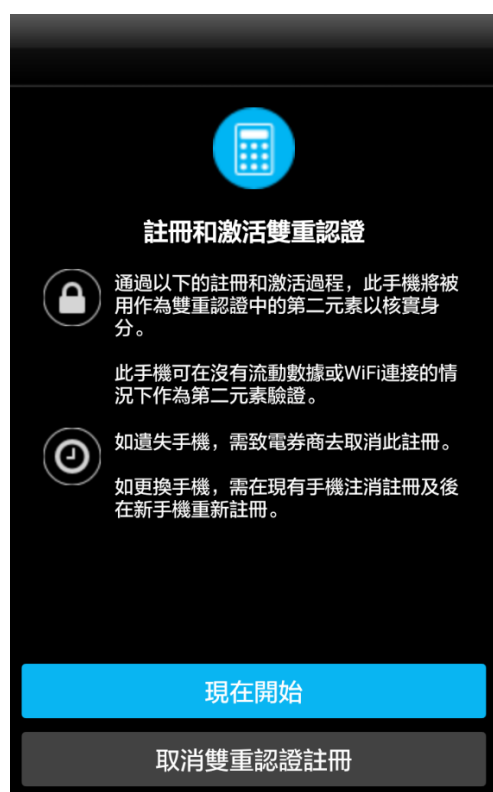 註冊和激活雙重認證
通過以下的註冊和激活過程，此手機將被
用作為雙重認證中的第二元素以核實身
分。
此手機可在沒有流動數據或WiFi連接的情
況下作為第二元素驗證。
如遺失手機，需致電券商去取消此註冊。
如更換手機，需在現有手機注消註冊及後
在新手機重新註冊。
現在開始
取消雙重認證註冊